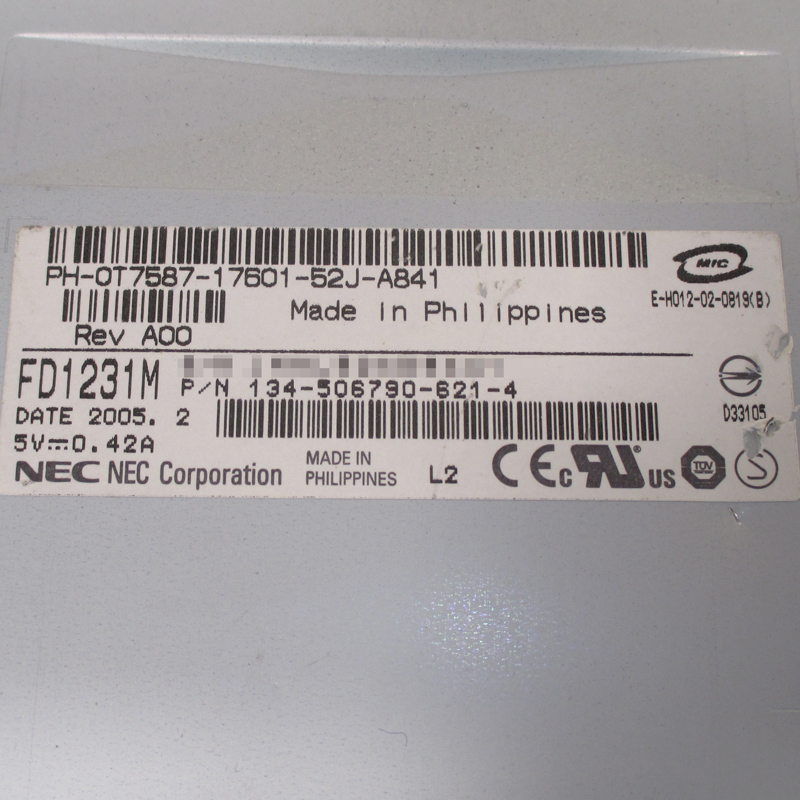 PH-0T7587-17601-52J-A841
MIC
Made in Philippines
E-H012-02-0819(B)
Rev A00
FD1231M
P/N 134-506790-621-4
DATE 2005. 2
D33105
5V⎓0.42A
NEC NEC Corporation
MADE IN
PHILIPPINES
L2
CE c UR US
TÜV
S